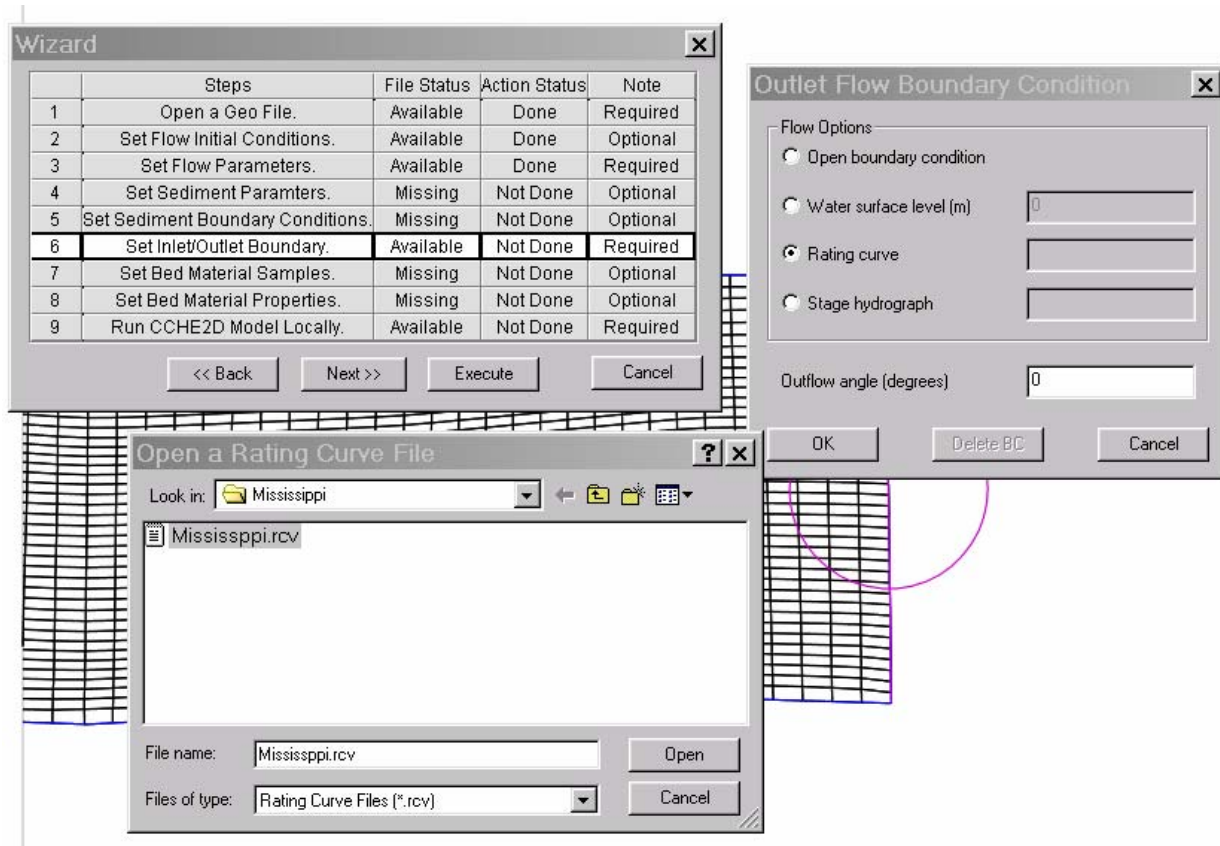 Wizard
Steps File Status Action Status Note
1 Open a Geo File. Available Done Required
2 Set Flow Initial Conditions. Available Done Optional
3 Set Flow Parameters. Available Done Required
4 Set Sediment Paramters. Missing Not Done Optional
5 Set Sediment Boundary Conditions. Missing Not Done Optional
6 Set Inlet/Outlet Boundary. Available Not Done Required
7 Set Bed Material Samples. Missing Not Done Optional
8 Set Bed Material Properties. Missing Not Done Optional
9 Run CCHE2D Model Locally. Available Not Done Required
<< Back Next >> Execute Cancel
Outlet Flow Boundary Condition
Flow Options
Open boundary condition
Water surface level (m) 0
Rating curve
Stage hydrograph
Outflow angle (degrees) 0
OK Delete BC Cancel
Open a Rating Curve File
Look in: Mississippi
Mississppi.rcv
File name: Mississppi.rcv Open
Files of type: Rating Curve Files (*.rcv) Cancel